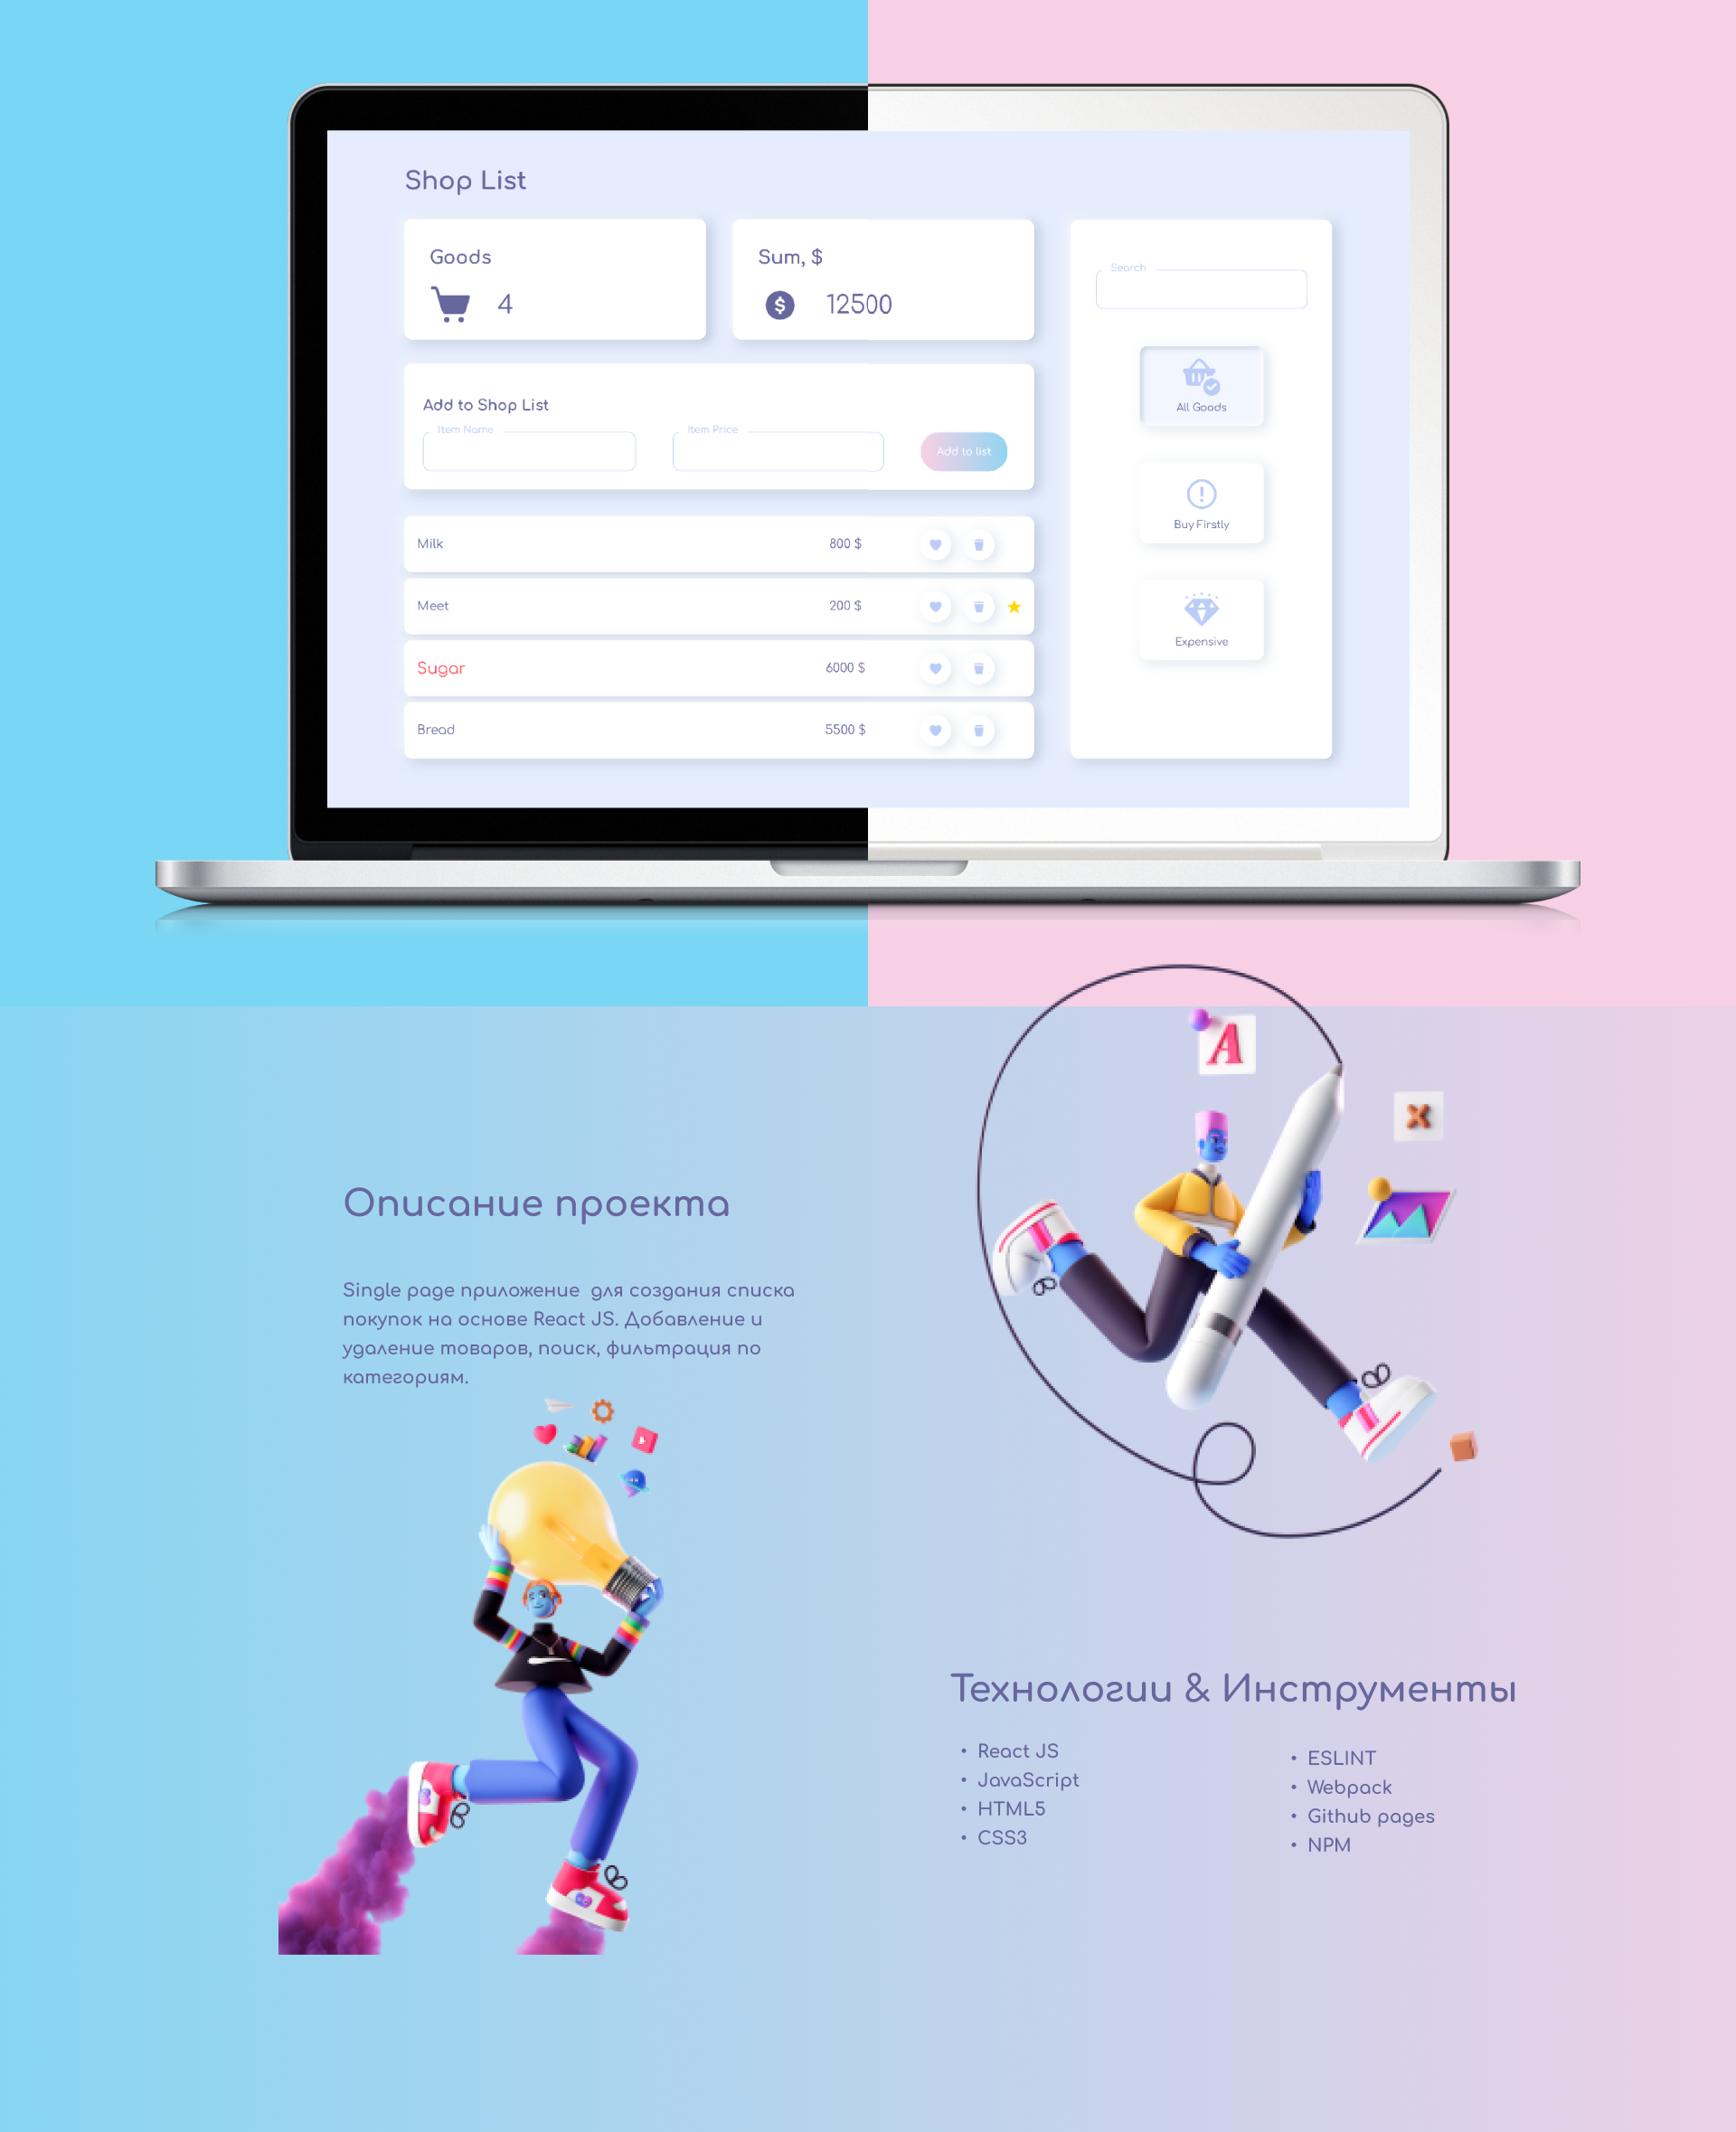 Shop List
Goods
4
Sum, $
$
12500
Search
All Goods
Buy Firstly
Expensive
Add to Shop List
Item Name
Item Price
Add to list
Milk 800 $
Meet 200 $
Sugar 6000 $
Bread 5500 $
A
Описание проекта
Single page приложение для создания списка
покупок на основе React JS. Добавление и
удаление товаров, поиск, фильтрация по
категориям.
Технологии & Инструменты
• React JS
• JavaScript
• HTML5
• CSS3
• ESLINT
• Webpack
• Github pages
• NPM